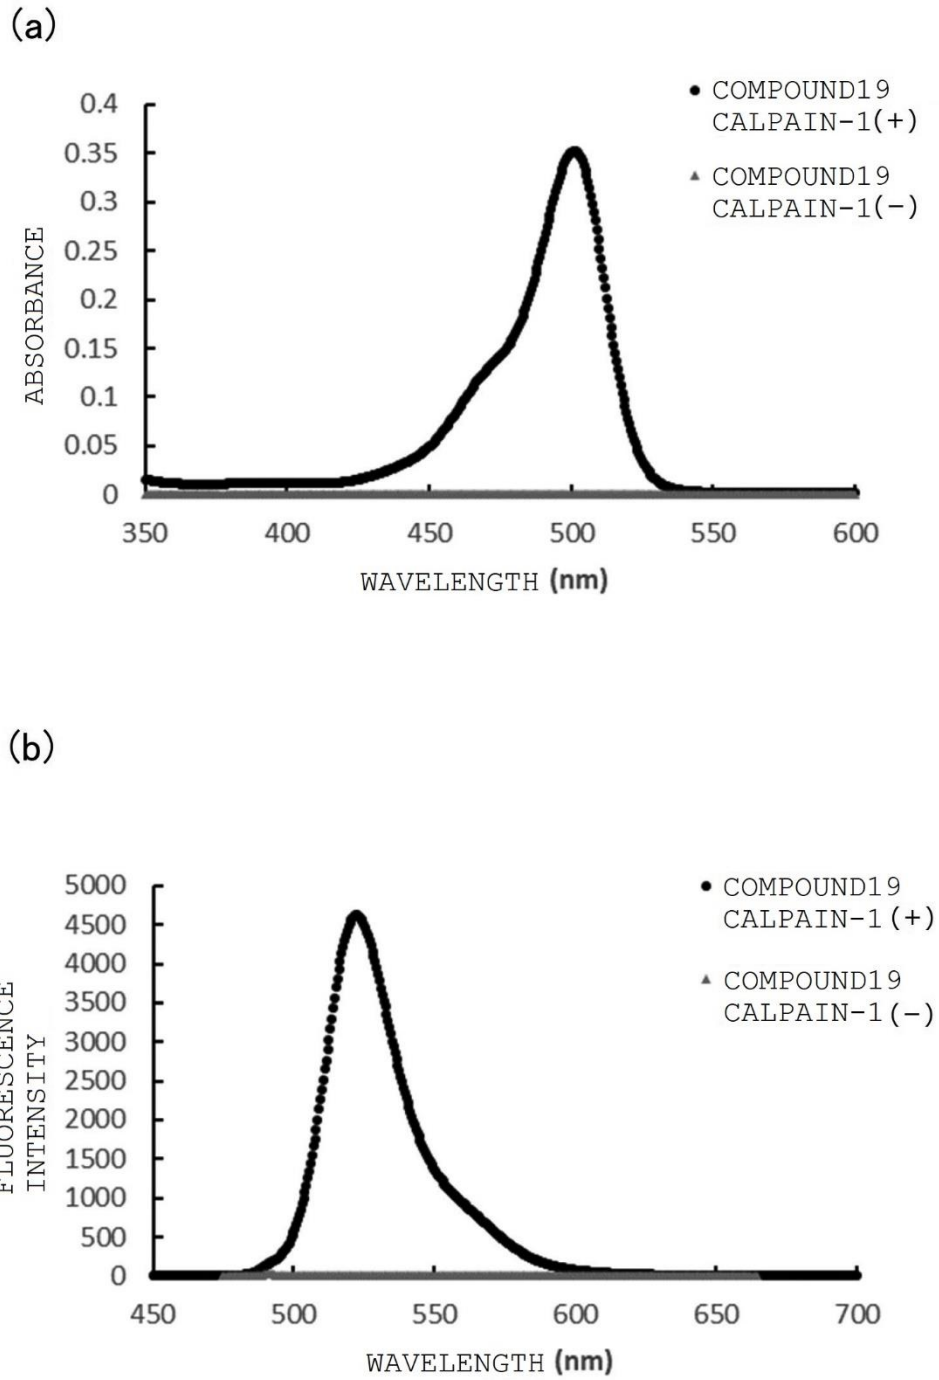 (a)
0.4
0.35
0.3
0.25
0.2
0.15
0.1
0.05
0
ABSORBANCE
350 400 450 500 550 600
WAVELENGTH (nm)
COMPOUND19
CALPAIN-1(+)
COMPOUND19
CALPAIN-1(−)
(b)
5000
4500
4000
3500
3000
2500
2000
1500
1000
500
0
FLUORESCENCE
INTENSITY
450 500 550 600 650 700
WAVELENGTH (nm)
COMPOUND19
CALPAIN-1(+)
COMPOUND19
CALPAIN-1(−)